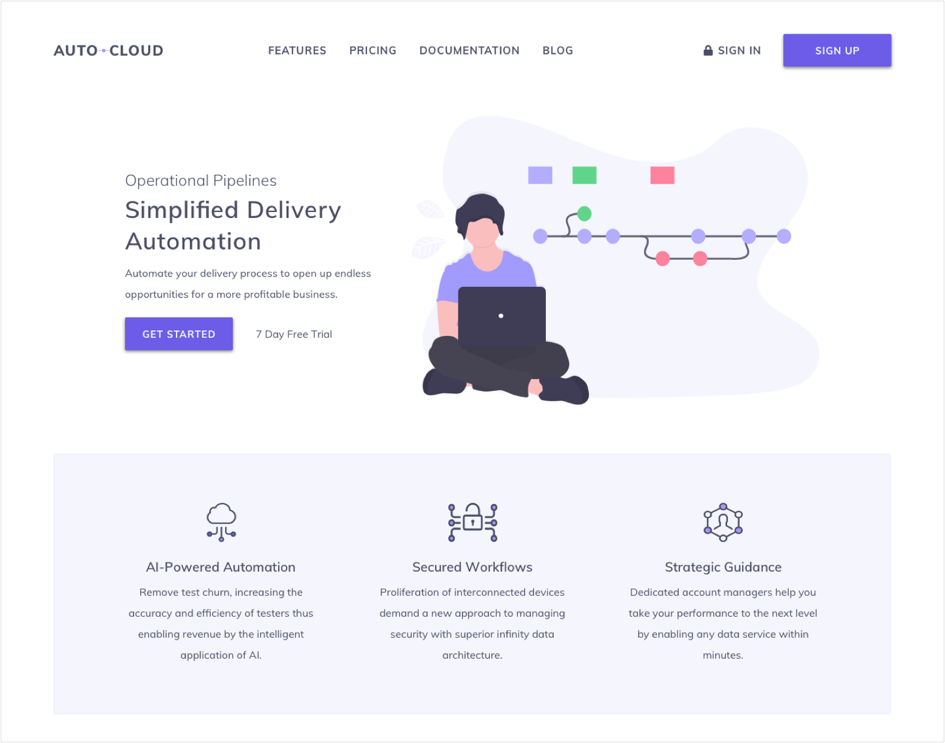 AUTO CLOUD
FEATURES PRICING DOCUMENTATION BLOG
SIGN IN
SIGN UP
Operational Pipelines
Simplified Delivery
Automation
Automate your delivery process to open up endless
opportunities for a more profitable business.
GET STARTED
7 Day Free Trial
AI-Powered Automation
Remove test churn, increasing the
accuracy and efficiency of testers thus
enabling revenue by the intelligent
application of AI.
Secured Workflows
Proliferation of interconnected devices
demand a new approach to managing
security with superior infinity data
architecture.
Strategic Guidance
Dedicated account managers help you
take your performance to the next level
by enabling any data service within
minutes.